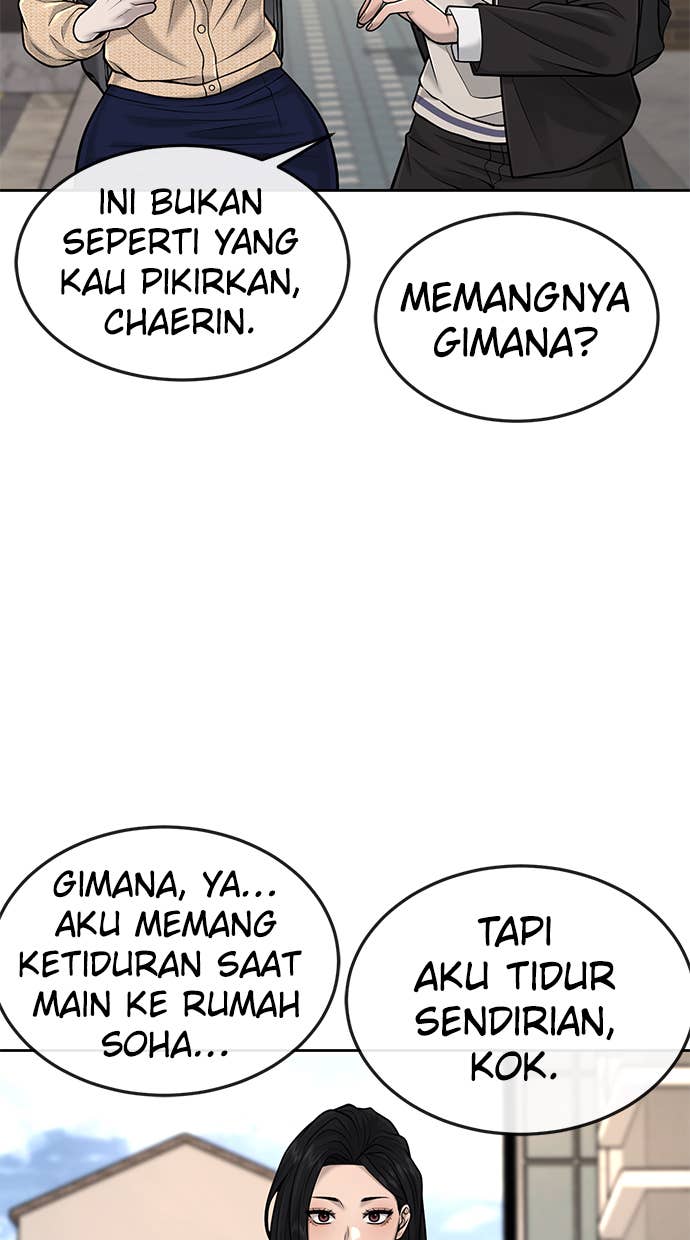 INI BUKAN
SEPERTI YANG
KAU PIKIRKAN,
CHAERIN.
MEMANGNYA
GIMANA?
GIMANA, YA...
AKU MEMANG
KETIDURAN SAAT
MAIN KE RUMAH
SOHA...
TAPI
AKU TIDUR
SENDIRIAN,
KOK.